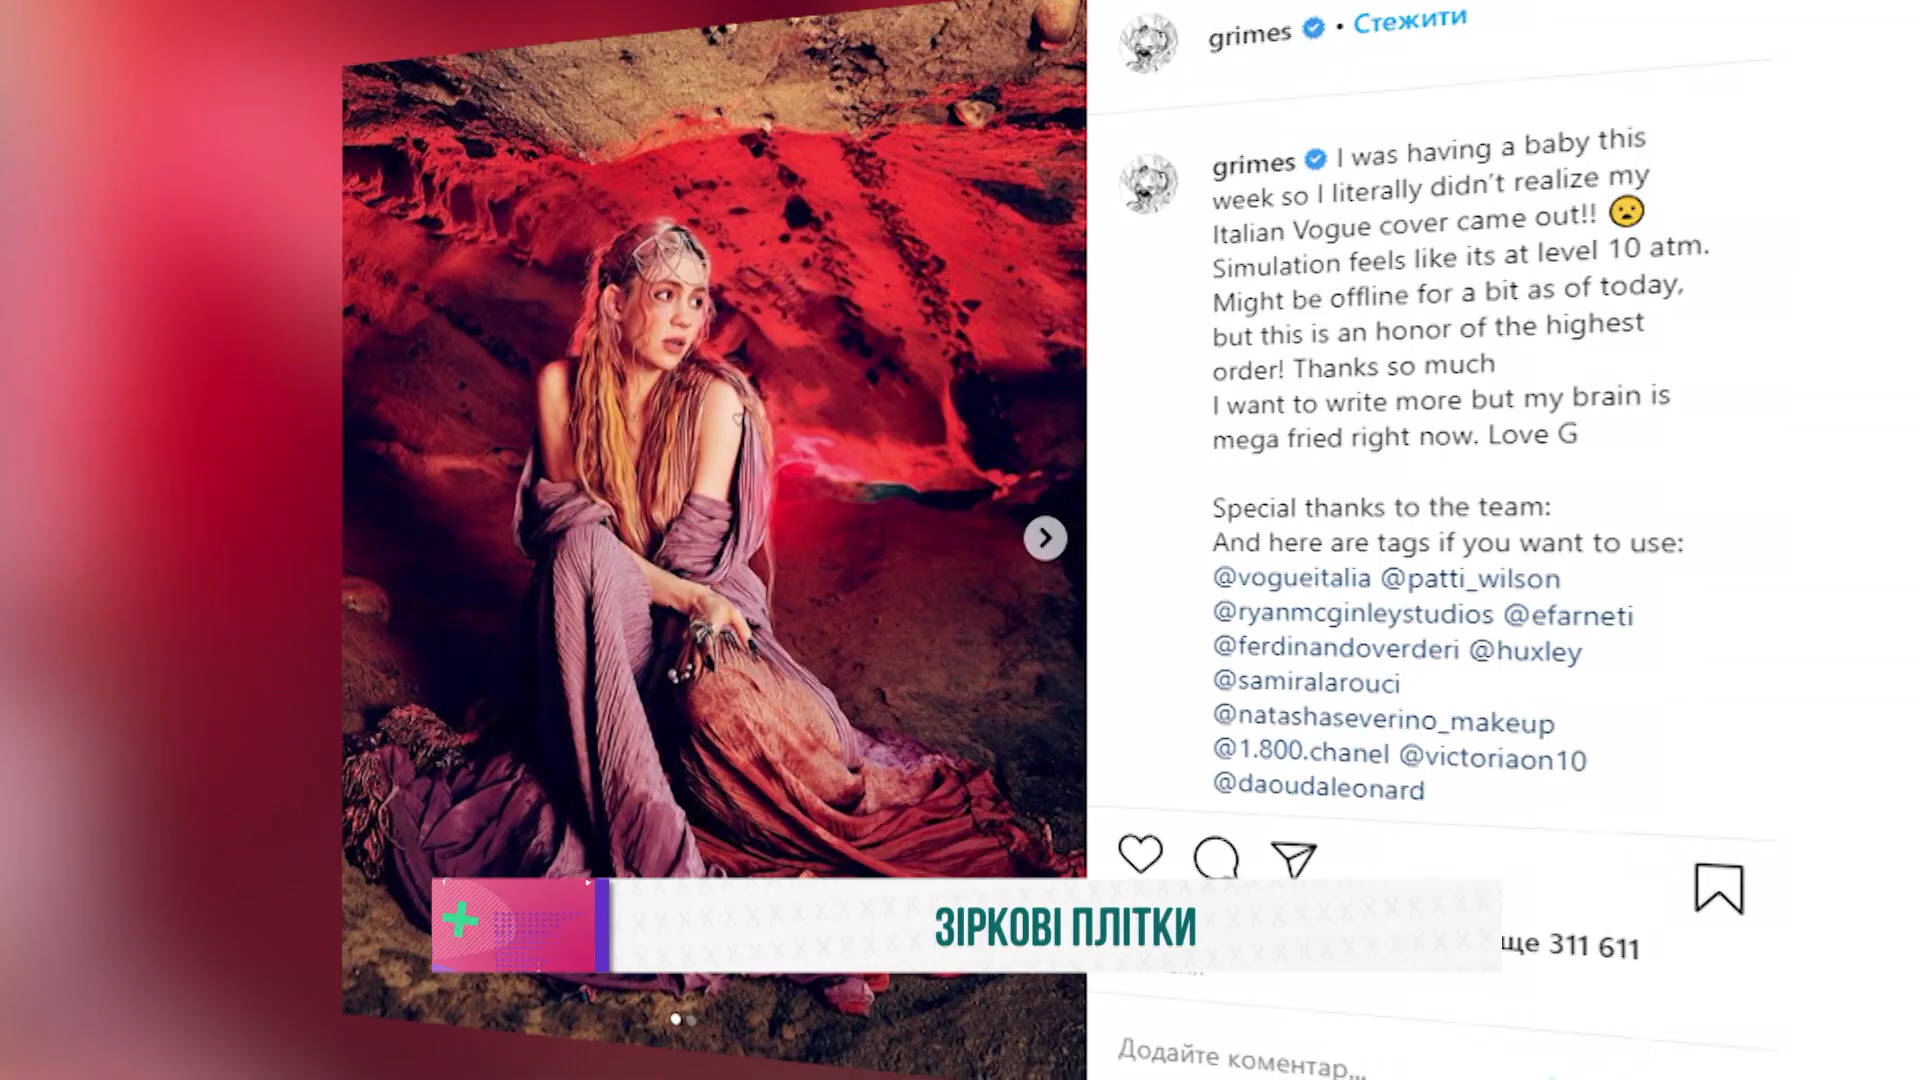 grimes • Стежити
grimes I was having a baby this
week so I literally didn't realize my
Italian Vogue cover came out!! 😦
Simulation feels like its at level 10 atm.
Might be offline for a bit as of today,
but this is an honor of the highest
order! Thanks so much
I want to write more but my brain is
mega fried right now. Love G
Special thanks to the team:
And here are tags if you want to use:
@vogueitalia @patti_wilson
@ryanmcginleystudios @efarneti
@ferdinandoverderi @huxley
@samiralarouci
@natashaseverino_makeup
@1.800.chanel @victoriaon10
@daoudaleonard
ЗІРКОВІ ПЛІТКИ
ще 311 611
Додайте коментар...